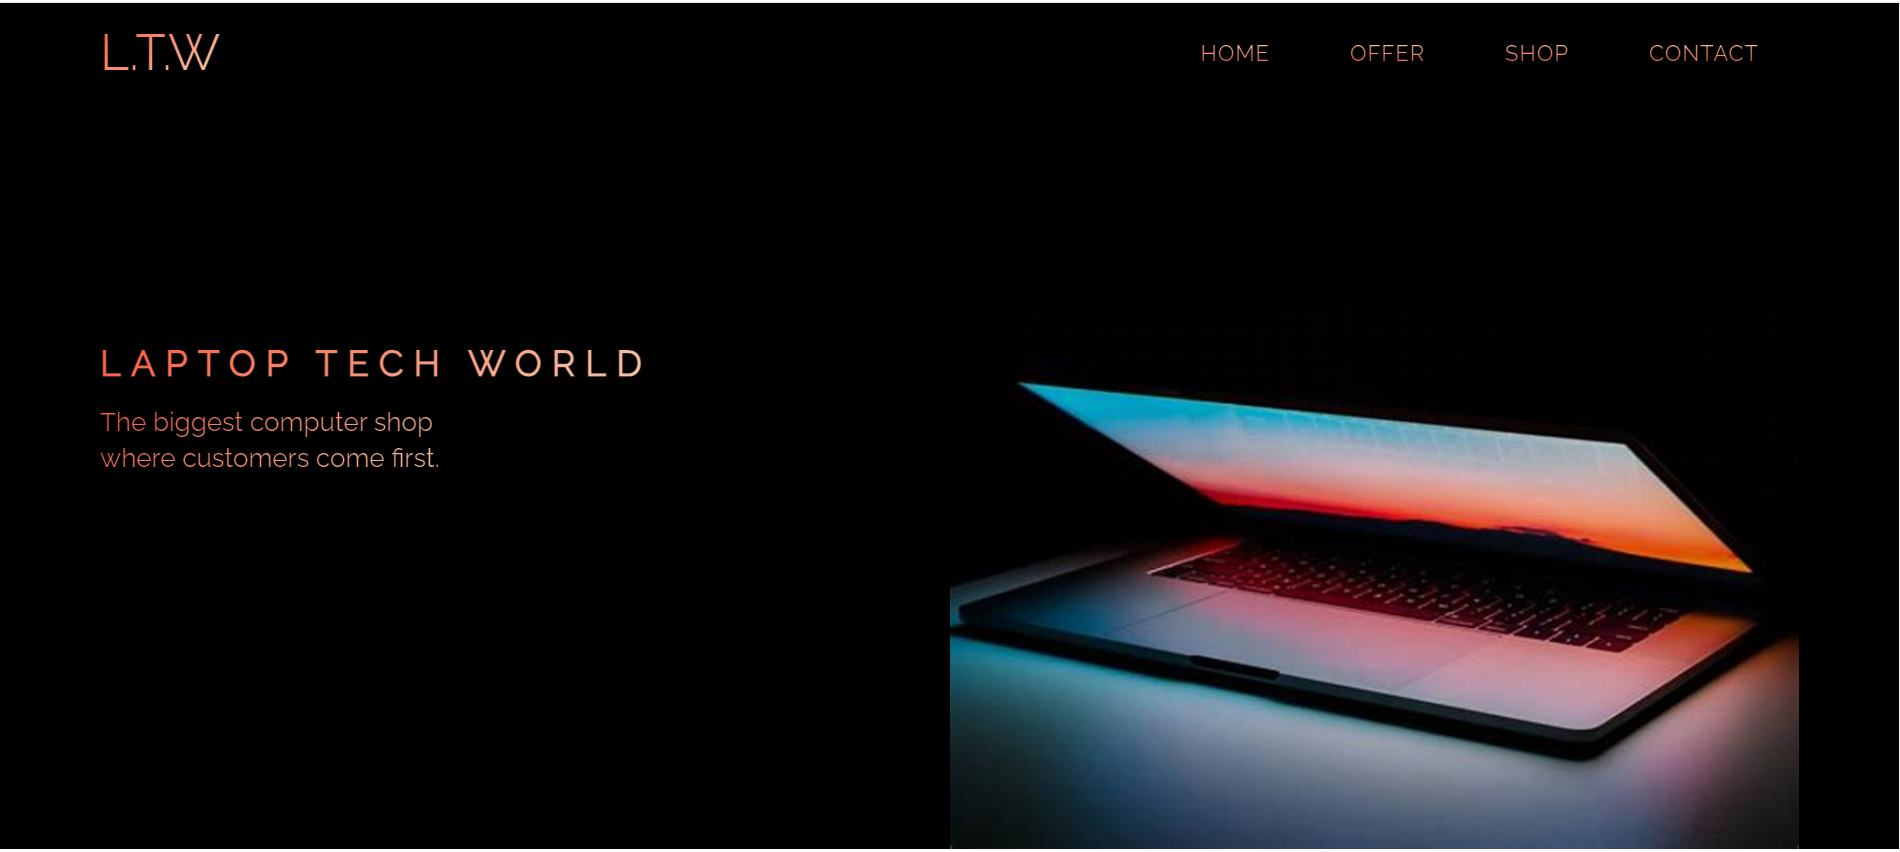 L.T.W
HOME OFFER SHOP CONTACT
LAPTOP TECH WORLD
The biggest computer shop
where customers come first.